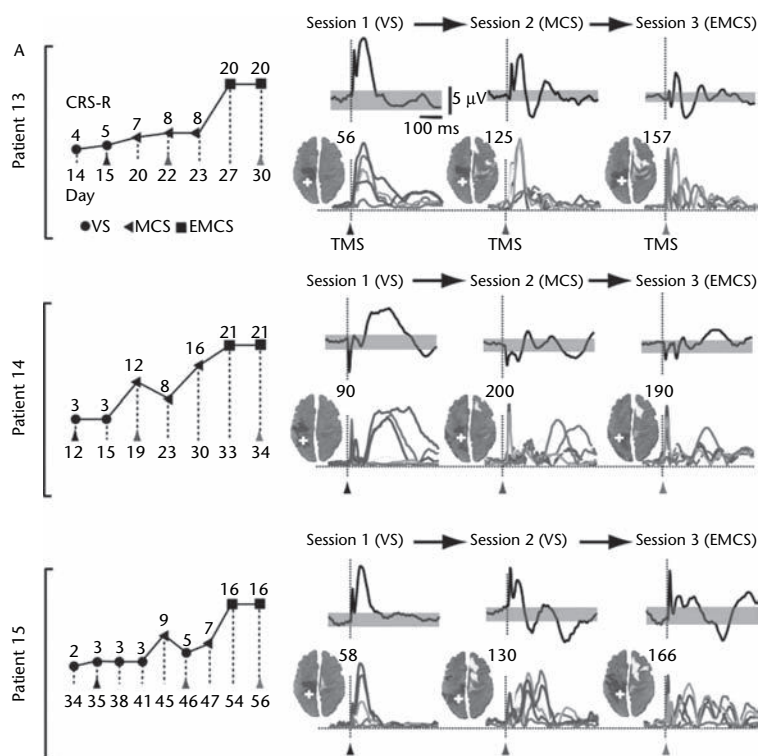 A
Patient 13
CRS-R
4 5 7 8 8 20 20
14 15 20 22 23 27 30
Day
VS MCS EMCS
Session 1 (VS) Session 2 (MCS) Session 3 (EMCS)
5 μV
100 ms
56 125 157
TMS TMS TMS
Patient 14
3 3 12 8 16 21 21
12 15 19 23 30 33 34
Session 1 (VS) Session 2 (MCS) Session 3 (EMCS)
90 200 190
Patient 15
2 3 3 3 9 5 7 16 16
34 35 38 41 45 46 47 54 56
Session 1 (VS) Session 2 (VS) Session 3 (EMCS)
58 130 166